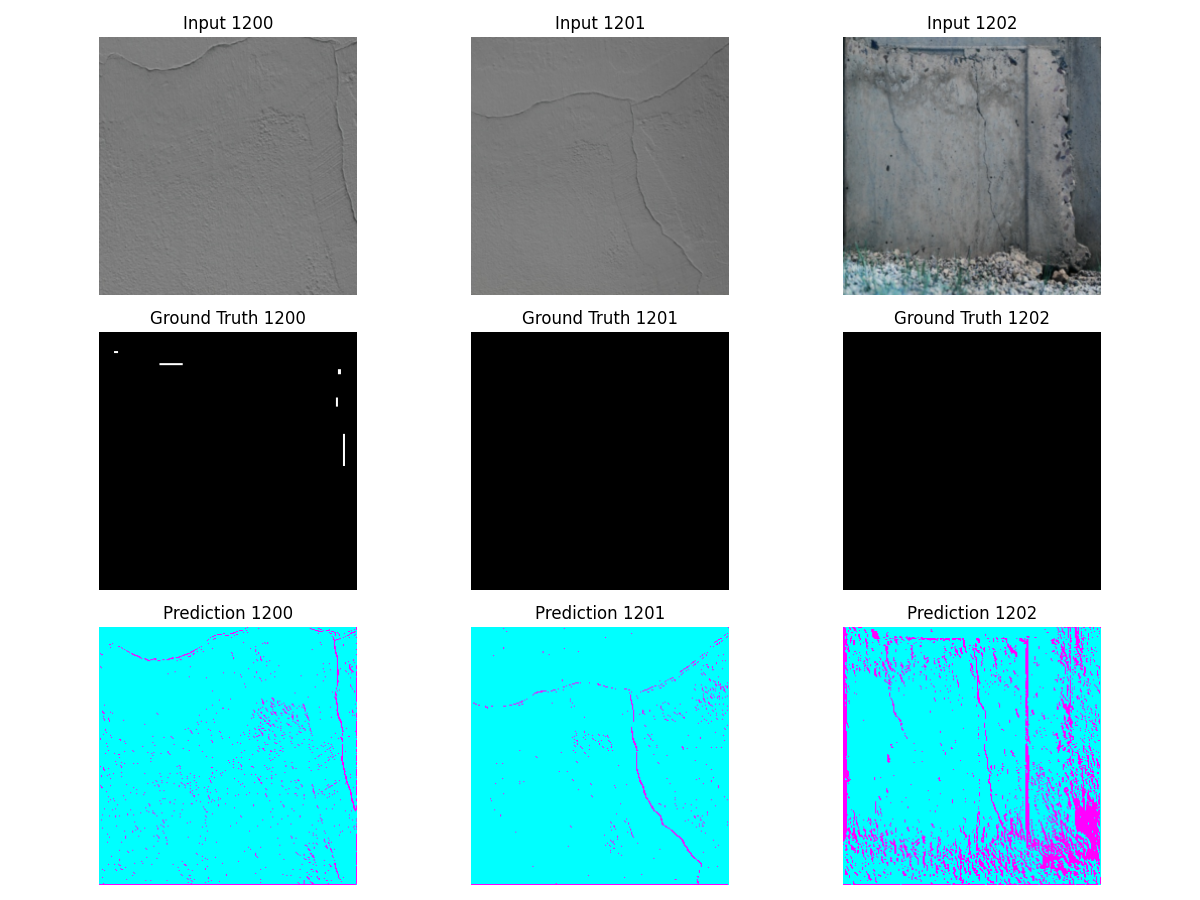 Input 1200
Input 1201
Input 1202
Ground Truth 1200
Ground Truth 1201
Ground Truth 1202
Prediction 1200
Prediction 1201
Prediction 1202